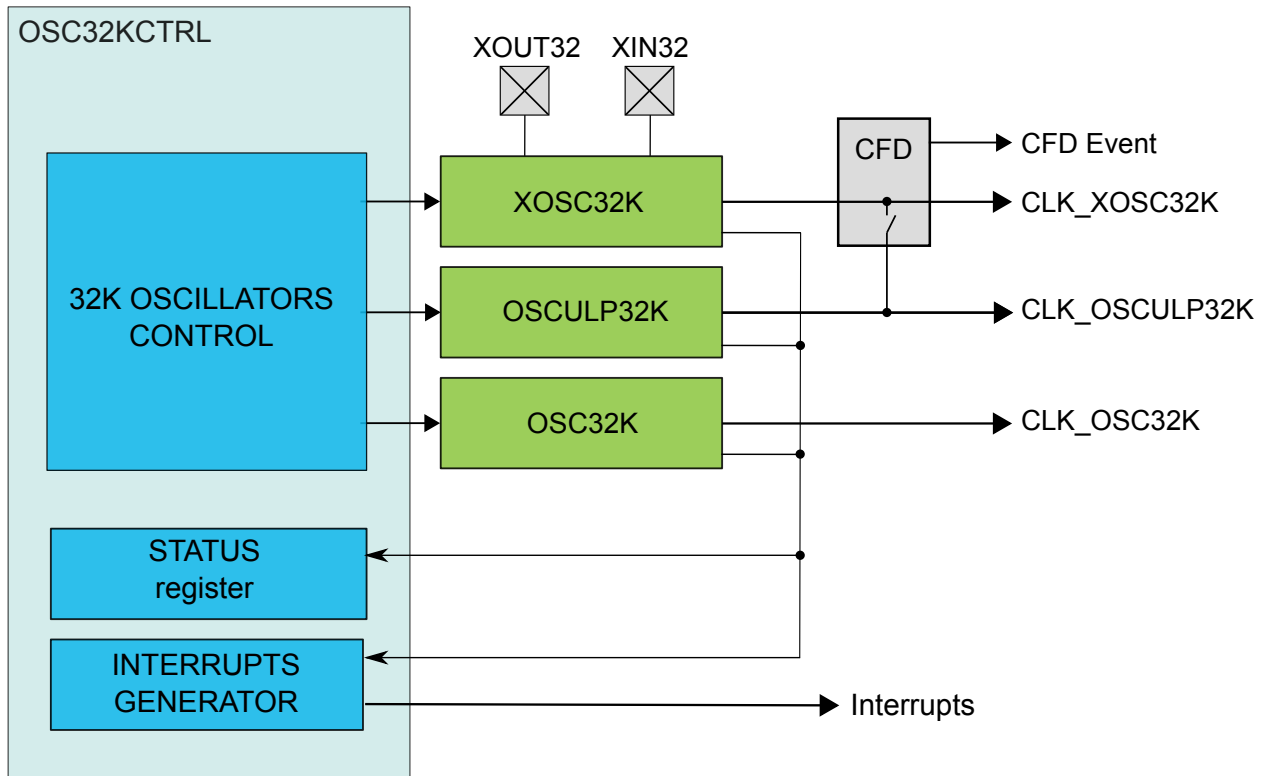 OSC32KCTRL
XOUT32
XIN32
CFD
CFD Event
XOSC32K
CLK_XOSC32K
32K OSCILLATORS
CONTROL
OSCULP32K
CLK_OSCULP32K
OSC32K
CLK_OSC32K
STATUS
register
INTERRUPTS
GENERATOR
Interrupts